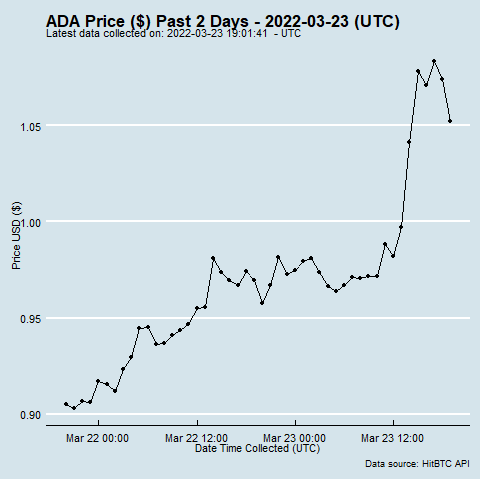 ADA Price ($) Past 2 Days - 2022-03-23 (UTC)
Latest data collected on: 2022-03-23 19:01:41 - UTC
1.05
1.00
0.95
0.90
Price USD ($)
Mar 22 00:00 Mar 22 12:00 Mar 23 00:00 Mar 23 12:00
Date Time Collected (UTC)
Data source: HitBTC API